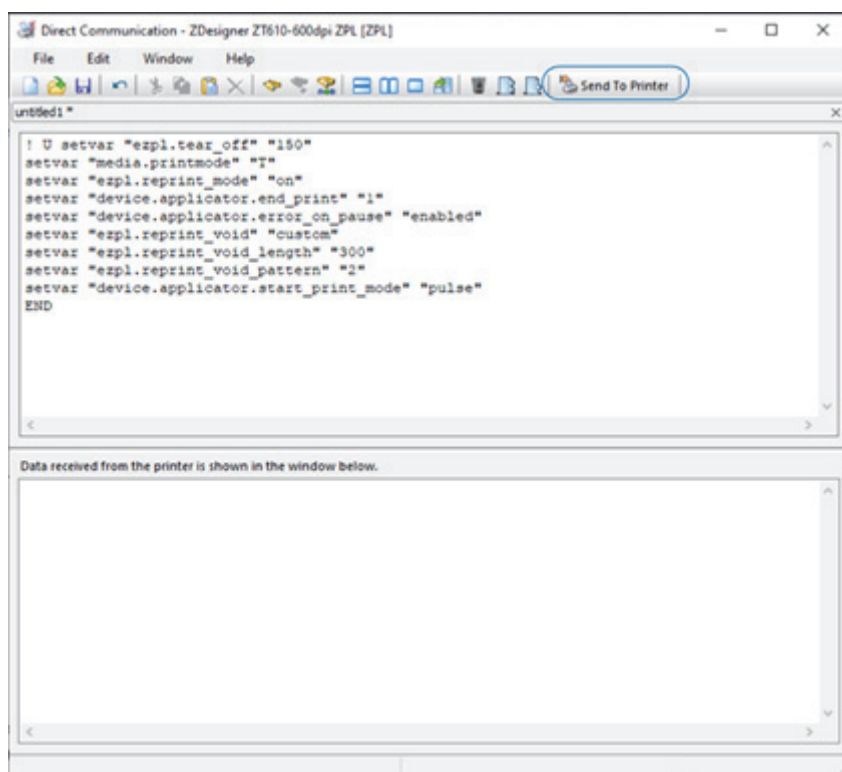 Direct Communication - ZDesigner ZT610-600dpi ZPL [ZPL]
File Edit Window Help
Send To Printer
untitled1 *
! U setvar "ezpl.tear_off" "150"
setvar "media.printmode" "T"
setvar "ezpl.reprint_mode" "on"
setvar "device.applicator.end_print" "1"
setvar "device.applicator.error_on_pause" "enabled"
setvar "ezpl.reprint_void" "custom"
setvar "ezpl.reprint_void_length" "300"
setvar "ezpl.reprint_void_pattern" "2"
setvar "device.applicator.start_print_mode" "pulse"
END
Data received from the printer is shown in the window below.